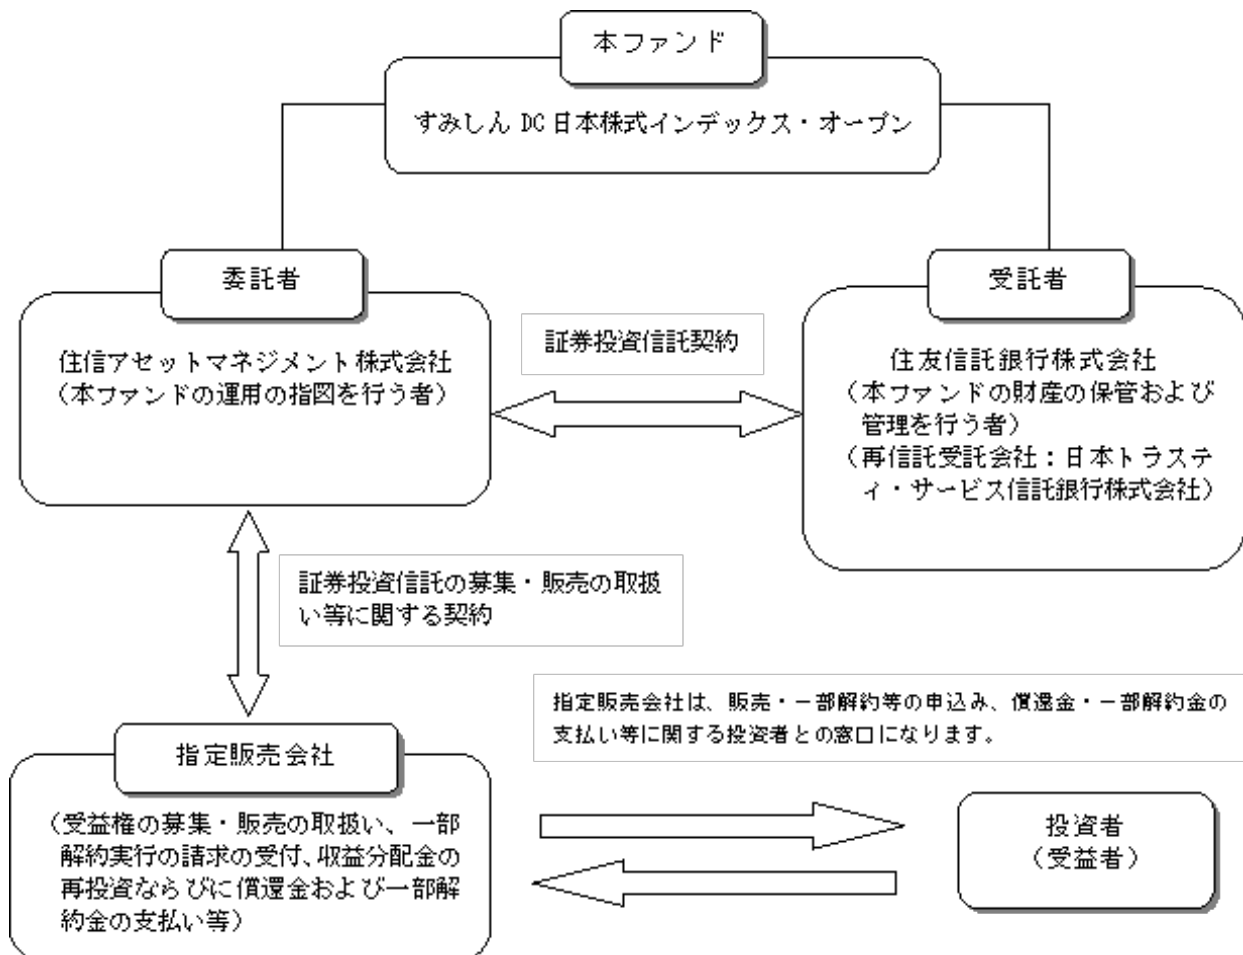 本ファンド
すみしん DC 日本株式インデックス・オープン
委託者
受託者
住信アセットマネジメント株式会社
（本ファンドの運用の指図を行う者）
証券投資信託契約
住友信託銀行株式会社
（本ファンドの財産の保管および
管理を行う者）
（再信託受託会社：日本トラステ
ィ・サービス信託銀行株式会社）
証券投資信託の募集・販売の取扱
い等に関する契約
指定販売会社は、販売・一部解約等の申込み、償還金・一部解約金の
支払い等に関する投資者との窓口になります。
指定販売会社
（受益権の募集・販売の取扱い、一部
解約実行の請求の受付、収益分配金の
再投資ならびに償還金および一部解
約金の支払い等）
投資者
（受益者）